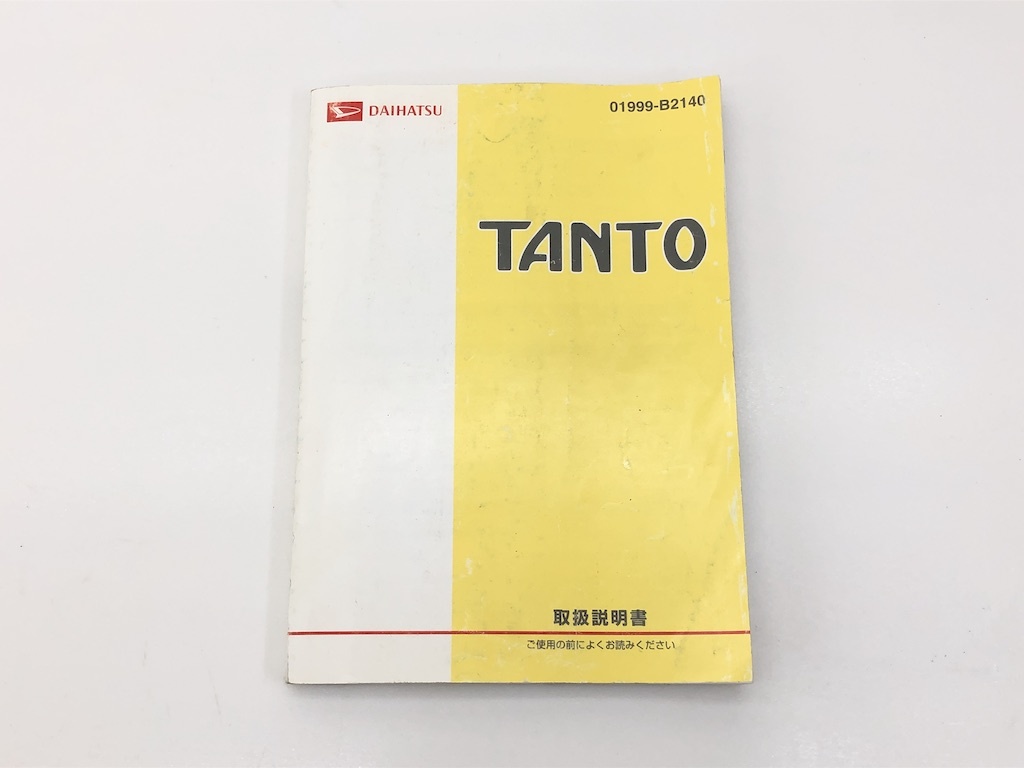 DAIHATSU
01999-B2140
TANTO
取扱説明書
ご使用の前によくお読みください